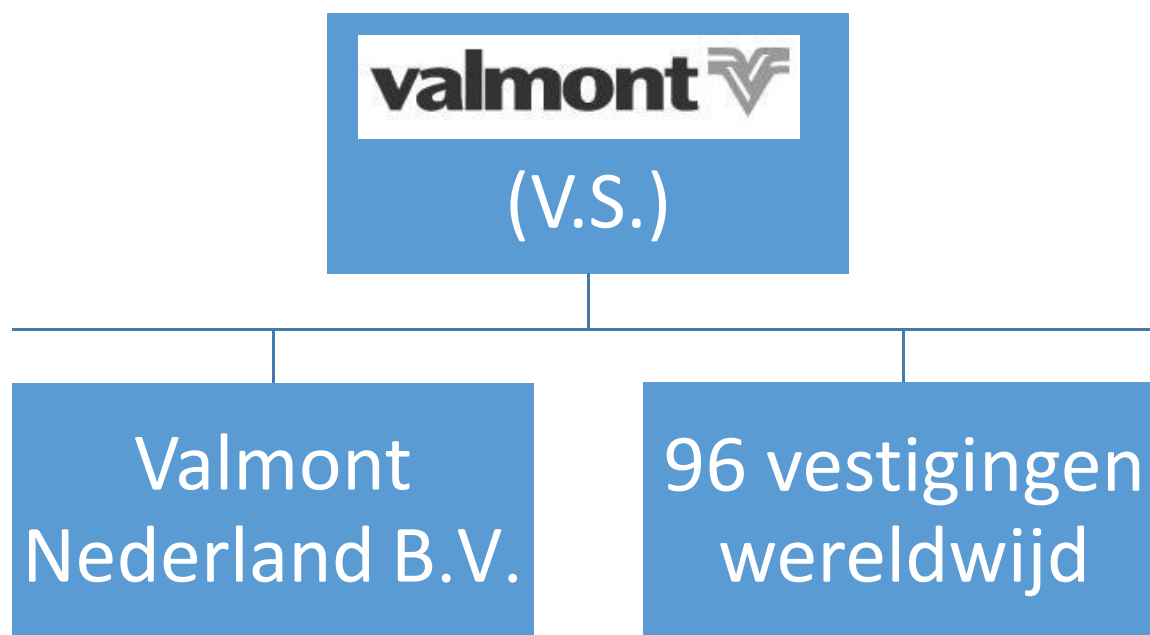 valmont
(V.S.)
Valmont
Nederland B.V.
96 vestigingen
wereldwijd